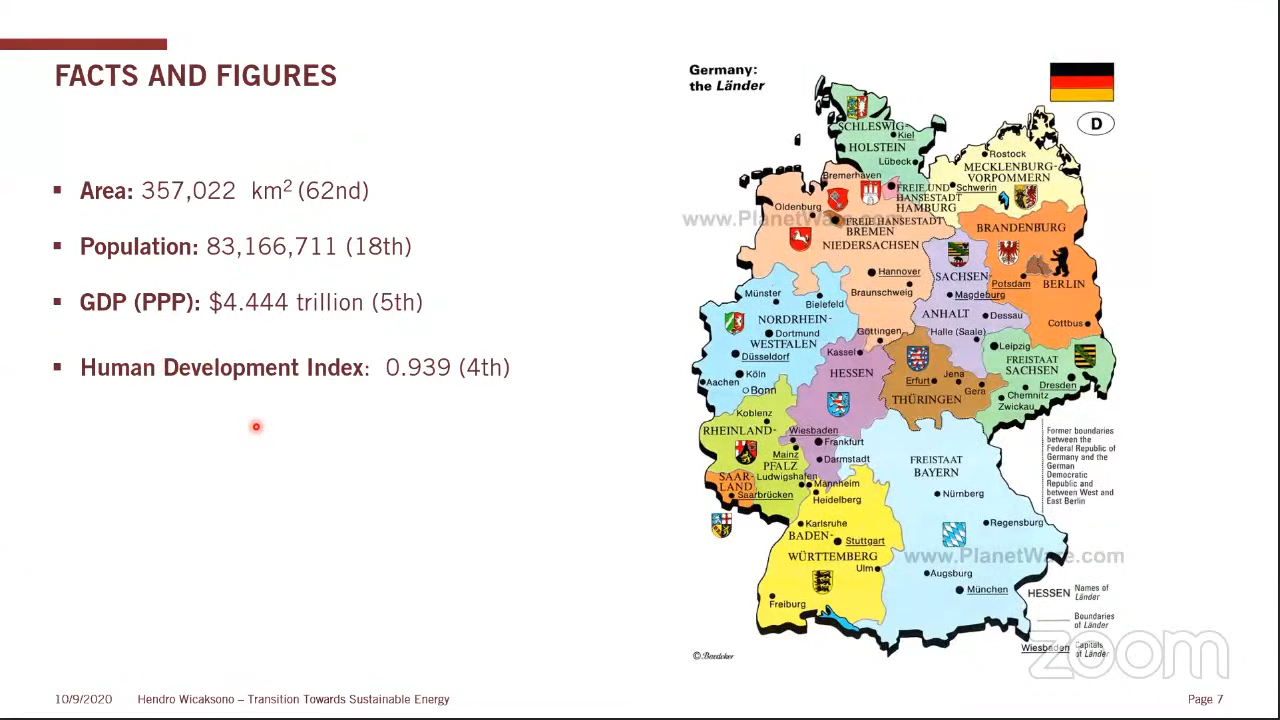 FACTS AND FIGURES
▪ Area: 357,022 km² (62nd)
▪ Population: 83,166,711 (18th)
▪ GDP (PPP): $4.444 trillion (5th)
▪ Human Development Index: 0.939 (4th)
Germany:
the Länder
D
SCHLESWIG-
Kiel
HOLSTEIN
Lübeck
Rostock
MECKLENBURG-
VORPOMMERN
Schwerin
Bremerhaven
FREIE UND
HANSESTADT
HAMBURG
Oldenburg
www.PlanetWare.com
FREIE HANSESTADT
BREMEN
NIEDERSACHSEN
BRANDENBURG
Hannover
Braunschweig
SACHSEN-
Magdeburg
ANHALT
Dessau
Halle (Saale)
Potsdam
BERLIN
Cottbus
Münster
Bielefeld
NORDRHEIN-
Dortmund
WESTFALEN
Düsseldorf
Köln
Aachen
Bonn
Göttingen
Kassel
HESSEN
Leipzig
FREISTAAT
SACHSEN
Dresden
Chemnitz
Zwickau
Erfurt
Jena
Gera
THÜRINGEN
Koblenz
RHEINLAND-
Wiesbaden
Frankfurt
Mainz
PFALZ
Darmstadt
SAAR-
LAND
Ludwigshafen
Mannheim
Saarbrücken
Heidelberg
FREISTAAT
BAYERN
Nürnberg
Regensburg
Former boundaries
between the
Federal Republic of
Germany and the
German
Democratic
Republic and
between West and
East Berlin
Karlsruhe
BADEN-
Stuttgart
WÜRTTEMBERG
Ulm
Freiburg
www.PlanetWare.com
Augsburg
München
HESSEN Names of
Länder
Boundaries
of Länder
Wiesbaden Capitals
of Länder
zoom
© Baedeker
10/9/2020 Hendro Wicaksono – Transition Towards Sustainable Energy Page 7